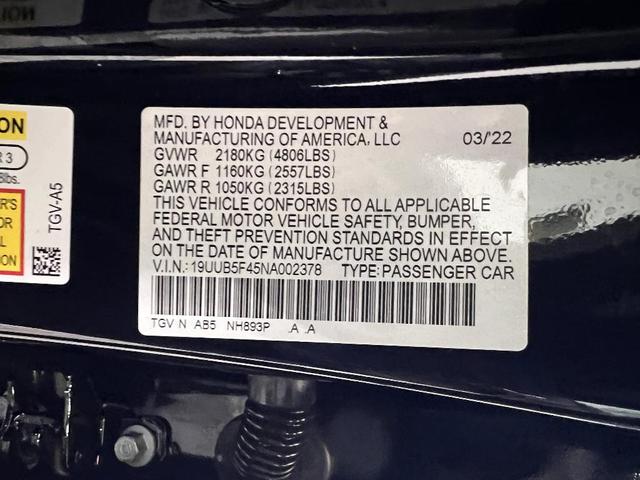 MFD. BY HONDA DEVELOPMENT &
MANUFACTURING OF AMERICA, LLC 03/'22
GVWR 2180KG (4806LBS)
GAWR F 1160KG (2557LBS)
GAWR R 1050KG (2315LBS)
THIS VEHICLE CONFORMS TO ALL APPLICABLE
FEDERAL MOTOR VEHICLE SAFETY, BUMPER,
AND THEFT PREVENTION STANDARDS IN EFFECT
ON THE DATE OF MANUFACTURE SHOWN ABOVE.
V.I.N.: 19UUB5F45NA002378 TYPE: PASSENGER CAR
TGV N AB5 NH893P .A .A
TGV-A5